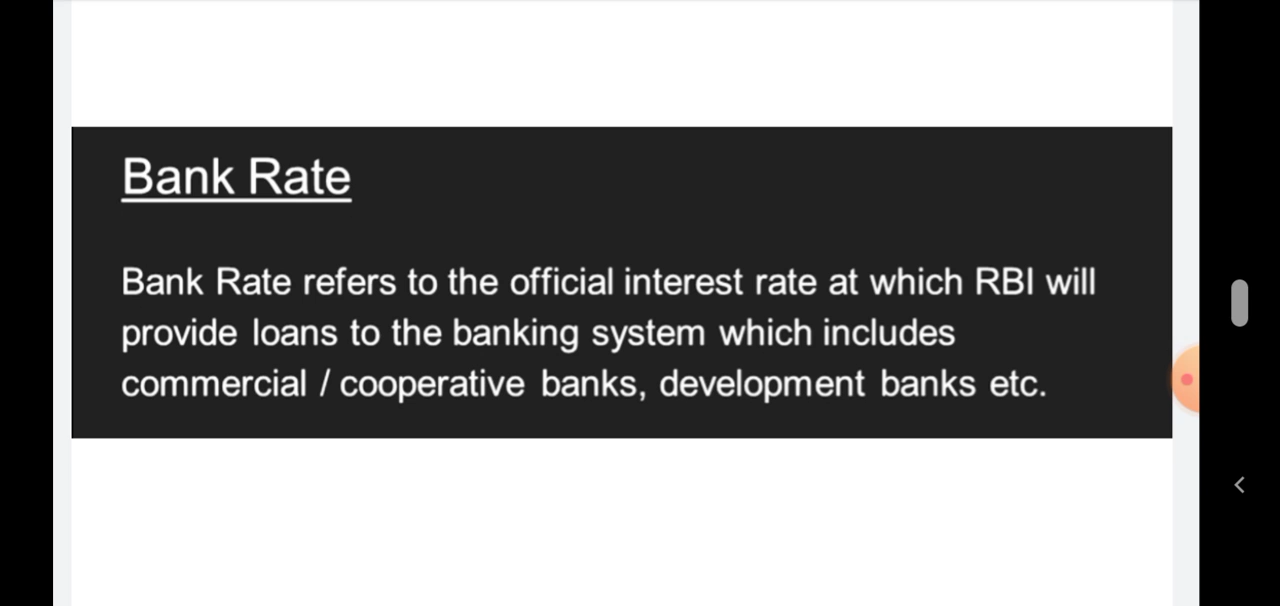 Bank Rate
Bank Rate refers to the official interest rate at which RBI will
provide loans to the banking system which includes
commercial / cooperative banks, development banks etc.